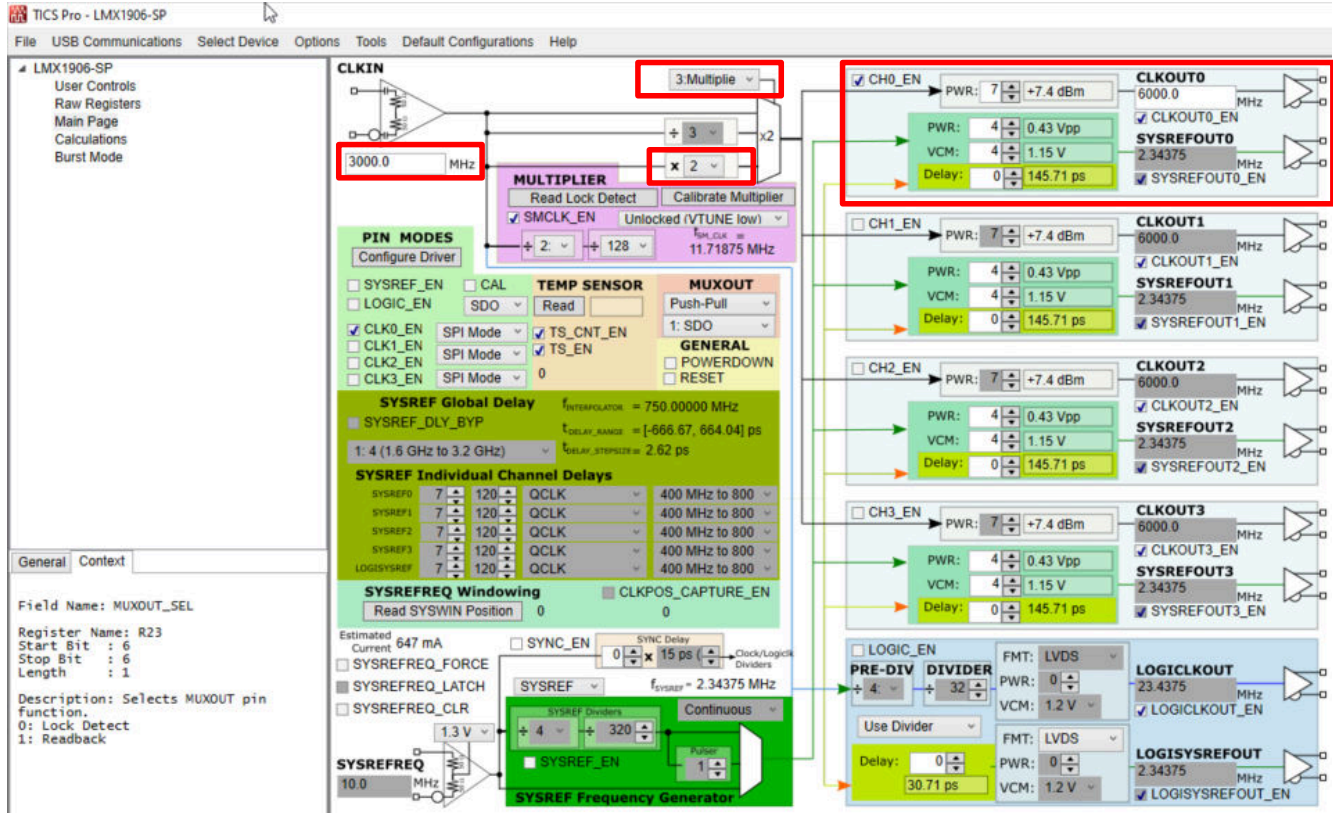 TICS Pro - LMX1906-SP
File USB Communications Select Device Options Tools Default Configurations Help
LMX1906-SP
User Controls
Raw Registers
Main Page
Calculations
Burst Mode
General Context
Field Name: MUXOUT_SEL
Register Name: R23
Start Bit : 6
Stop Bit : 6
Length : 1
Description: Selects MUXOUT pin
function.
0: Lock Detect
1: Readback
CLKIN
3:Multiplie
÷ 3
x2
3000.0 MHz
x 2
MULTIPLIER
Read Lock Detect Calibrate Multiplier
SMCLK_EN Unlocked (VTUNE low)
÷ 2: ÷ 128
fSM_CLK =
11.71875 MHz
PIN MODES
Configure Driver
SYSREF_EN CAL
LOGIC_EN SDO
CLK0_EN SPI Mode
CLK1_EN
CLK2_EN SPI Mode
CLK3_EN SPI Mode
TEMP SENSOR
Read
TS_CNT_EN
TS_EN
0
MUXOUT
Push-Pull
1: SDO
GENERAL
POWERDOWN
RESET
SYSREF Global Delay
SYSREF_DLY_BYP
1: 4 (1.6 GHz to 3.2 GHz)
fINTERPOLATOR = 750.00000 MHz
tDELAY_RANGE = [-666.67, 664.04] ps
tDELAY_STEPSIZE = 2.62 ps
SYSREF Individual Channel Delays
SYSREF0 7 120 QCLK 400 MHz to 800
SYSREF1 7 120 QCLK 400 MHz to 800
SYSREF2 7 120 QCLK 400 MHz to 800
SYSREF3 7 120 QCLK 400 MHz to 800
LOGISYSREF 7 120 QCLK 400 MHz to 800
SYSREFREQ Windowing
CLKPOS_CAPTURE_EN
Read SYSWIN Position 0
0
Estimated
Current 647 mA
SYSREFREQ_FORCE
SYSREFREQ_LATCH
SYSREFREQ_CLR
SYNC_EN
SYNC Delay
0 x 15 ps (
Clock/Logiclk
Dividers
SYSREF
fSYSREF = 2.34375 MHz
1.3 V
SYSREFREQ
10.0 MHz
SYSREF Dividers
÷ 4 ÷ 320
Continuous
SYSREF_EN
Pulser
1
SYSREF Frequency Generator
CH0_EN
PWR: 7 +7.4 dBm
CLKOUT0
6000.0 MHz
CLKOUT0_EN
PWR: 4 0.43 Vpp
VCM: 4 1.15 V
Delay: 0 145.71 ps
SYSREFOUT0
2.34375 MHz
SYSREFOUT0_EN
CH1_EN
PWR: 7 +7.4 dBm
CLKOUT1
6000.0 MHz
CLKOUT1_EN
PWR: 4 0.43 Vpp
VCM: 4 1.15 V
Delay: 0 145.71 ps
SYSREFOUT1
2.34375 MHz
SYSREFOUT1_EN
CH2_EN
PWR: 7 +7.4 dBm
CLKOUT2
6000.0 MHz
CLKOUT2_EN
PWR: 4 0.43 Vpp
VCM: 4 1.15 V
Delay: 0 145.71 ps
SYSREFOUT2
2.34375 MHz
SYSREFOUT2_EN
CH3_EN
PWR: 7 +7.4 dBm
CLKOUT3
6000.0 MHz
CLKOUT3_EN
PWR: 4 0.43 Vpp
VCM: 4 1.15 V
Delay: 0 145.71 ps
SYSREFOUT3
2.34375 MHz
SYSREFOUT3_EN
LOGIC_EN
PRE-DIV DIVIDER
÷ 4: ÷ 32
Use Divider
FMT: LVDS
PWR: 0
VCM: 1.2 V
LOGICLKOUT
23.4375 MHz
LOGICLKOUT_EN
Delay: 0
30.71 ps
FMT: LVDS
PWR: 0
VCM: 1.2 V
LOGISYSREFOUT
2.34375 MHz
LOGISYSREFOUT_EN